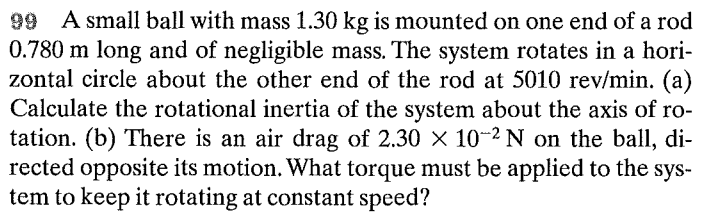 99 A small ball with mass 1.30 kg is mounted on one end of a rod
0.780 m long and of negligible mass. The system rotates in a hori-
zontal circle about the other end of the rod at 5010 rev/min. (a)
Calculate the rotational inertia of the system about the axis of ro-
tation. (b) There is an air drag of 2.30 × 10⁻² N on the ball, di-
rected opposite its motion. What torque must be applied to the sys-
tem to keep it rotating at constant speed?